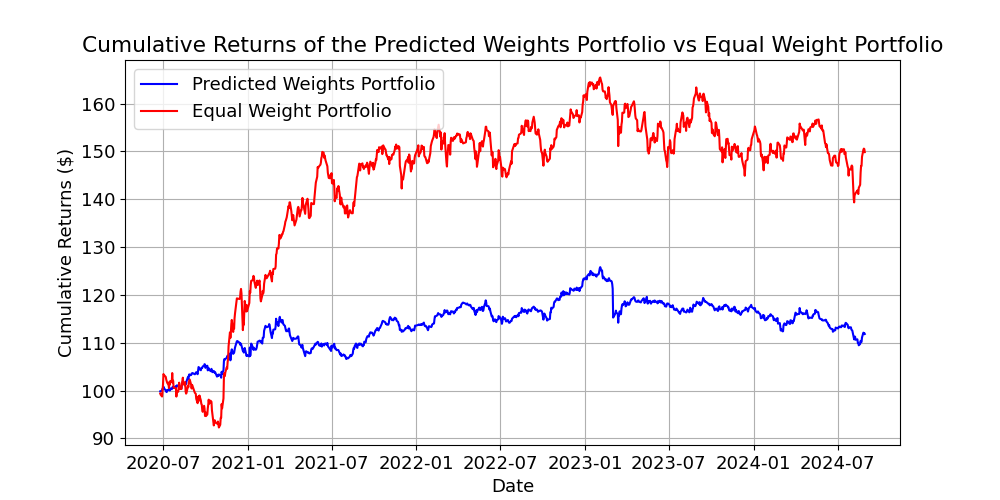 Cumulative Returns of the Predicted Weights Portfolio vs Equal Weight Portfolio
Predicted Weights Portfolio
Equal Weight Portfolio
Cumulative Returns ($)
160
150
140
130
120
110
100
90
2020-07 2021-01 2021-07 2022-01 2022-07 2023-01 2023-07 2024-01 2024-07
Date